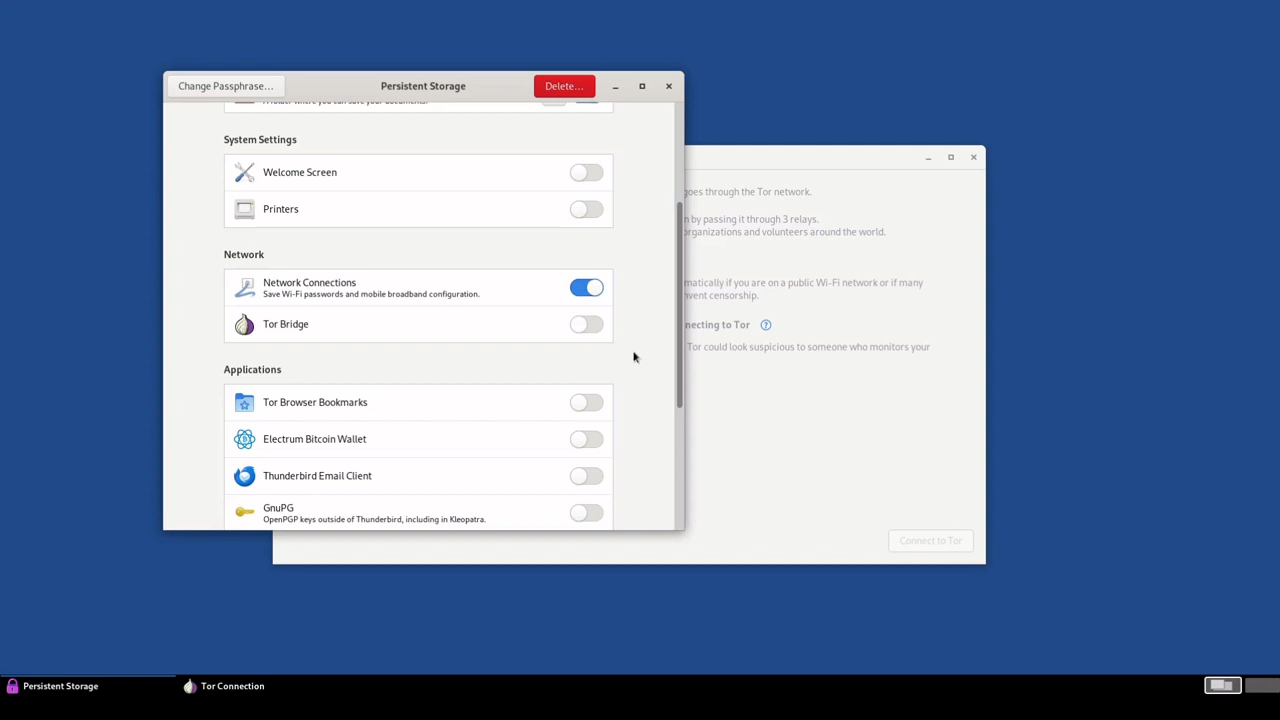 Change Passphrase…
Persistent Storage
Delete…
System Settings
Welcome Screen
Printers
Network
Network Connections
Save Wi-Fi passwords and mobile broadband configuration.
Tor Bridge
Applications
Tor Browser Bookmarks
Electrum Bitcoin Wallet
Thunderbird Email Client
GnuPG
OpenPGP keys outside of Thunderbird, including in Kleopatra.
goes through the Tor network.
by passing it through 3 relays.
organizations and volunteers around the world.
if you are on a public Wi-Fi network or if many
censorship.
to Tor
Tor could look suspicious to someone who monitors your
Connect to Tor
Persistent Storage
Tor Connection